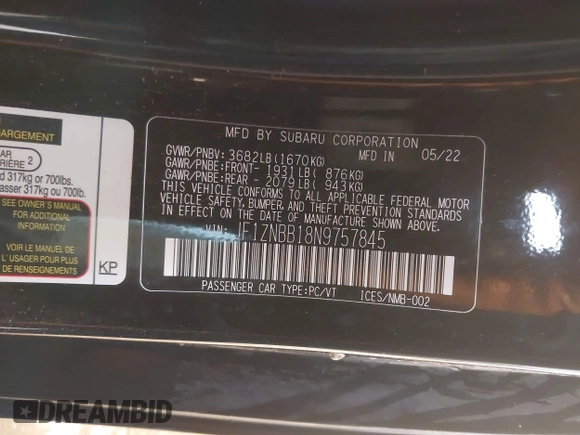 ARGEMENT
AR
RIÈRE 2
d 317kg or 700lbs.
asser 317kg ou 700lb.
SEE OWNER'S MANUAL
FOR ADDITIONAL
INFORMATION
VOIR LE MANUEL DE
L' USAGER POUR
PLUS DE
KP
MFD BY SUBARU CORPORATION
GVWR/PNBV: 3682LB(1670KG) 05/22
GAWR/PNBE:FRONT- 1931LB( 876KG)
GAWR/PNBE:REAR - 2079LB( 943KG)
THIS VEHICLE CONFORMS TO ALL APPLICABLE FEDERAL MOTOR
VEHICLE SAFETY, BUMPER, AND THEFT PREVENTION STANDARDS
IN EFFECT ON THE DATE OF MANUFACTURE SHOWN ABOVE.
VIN: JF1ZNBB18N9757845
PASSENGER CAR TYPE:PC/VT ICES/NMB-002
DREAMBID